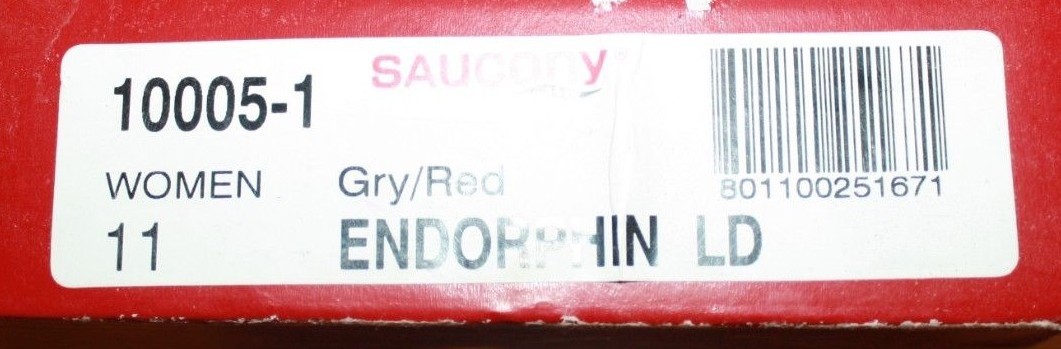 10005-1
SAUCONY
801100251671
WOMEN Gry/Red
11 ENDORPHIN LD